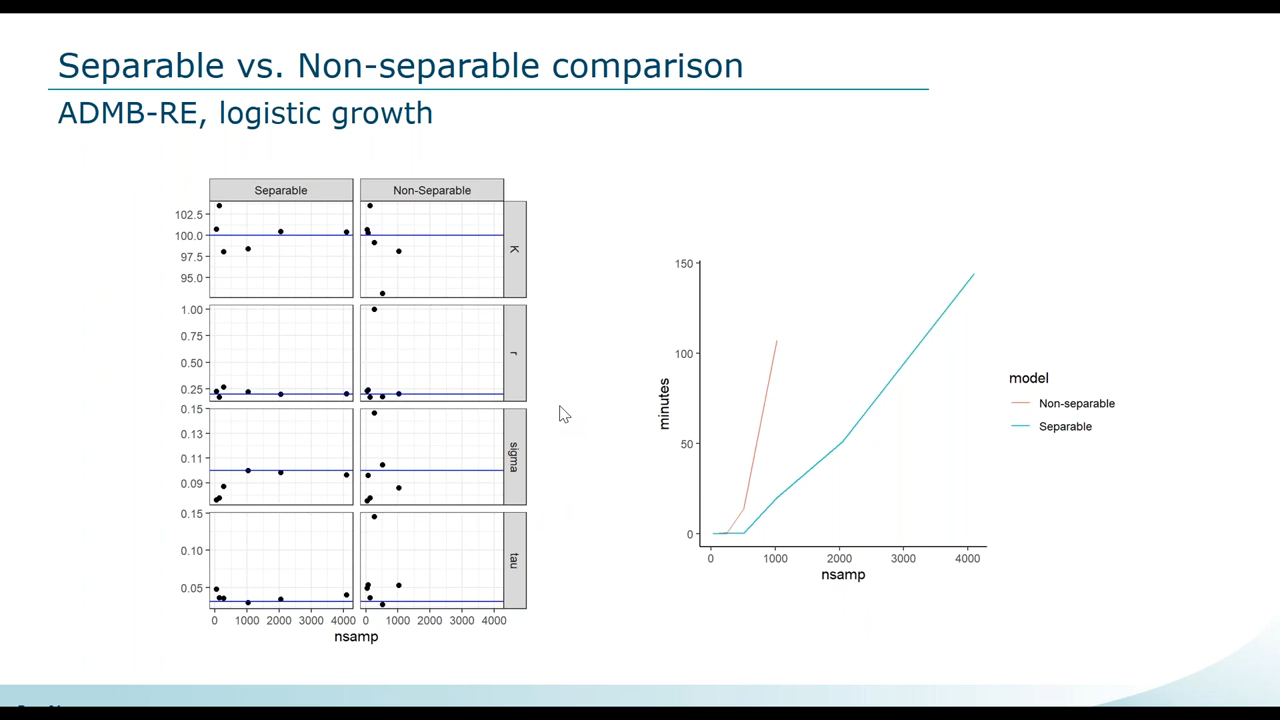 Separable vs. Non-separable comparison
ADMB-RE, logistic growth
Separable
Non-Separable
102.5
100.0
97.5
95.0
K
1.00
0.75
0.50
0.25
r
0.15
0.13
0.11
0.09
sigma
0.15
0.10
0.05
tau
0 1000 2000 3000 4000 0 1000 2000 3000 4000
nsamp
150
100
50
0
minutes
0 1000 2000 3000 4000
nsamp
model
Non-separable
Separable